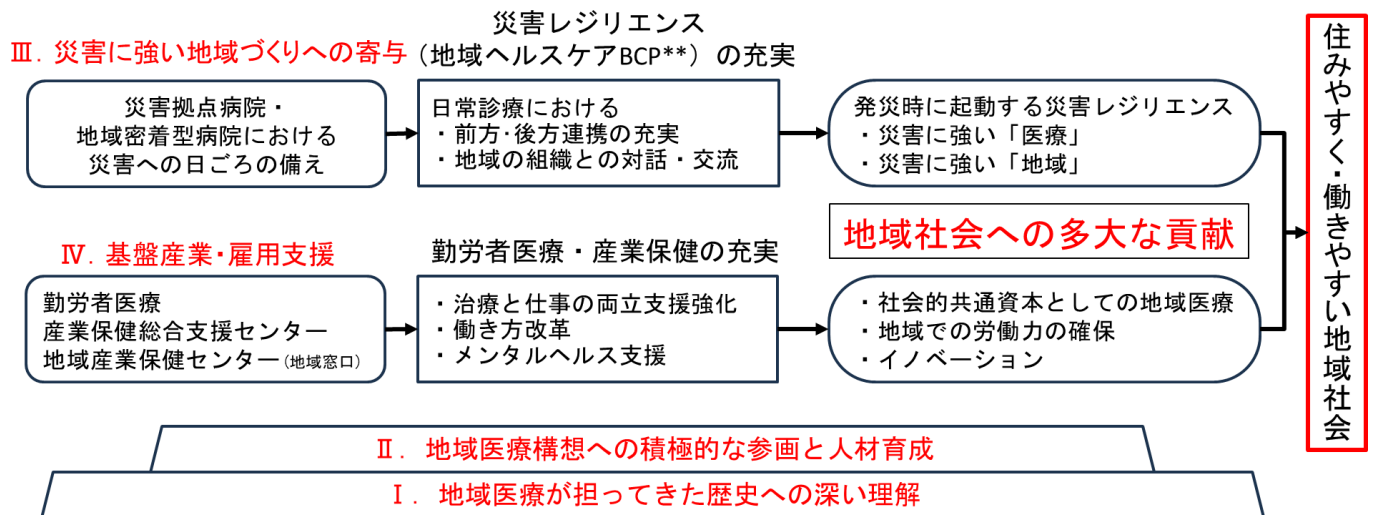 災害レジリエンス
Ⅲ．災害に強い地域づくりへの寄与
（地域ヘルスケアBCP**）の充実
災害拠点病院・
地域密着型病院における
災害への日ごろの備え
日常診療における
・前方･後方連携の充実
・地域の組織との対話・交流
発災時に起動する災害レジリエンス
・災害に強い「医療」
・災害に強い「地域」
地域社会への多大な貢献
Ⅳ．基盤産業･雇用支援
勤労者医療・産業保健の充実
勤労者医療
産業保健総合支援センター
地域産業保健センター(地域窓口)
・治療と仕事の両立支援強化
・働き方改革
・メンタルヘルス支援
・社会的共通資本としての地域医療
・地域での労働力の確保
・イノベーション
住みやすく・働きやすい地域社会
Ⅱ．地域医療構想への積極的な参画と人材育成
Ⅰ．地域医療が担ってきた歴史への深い理解